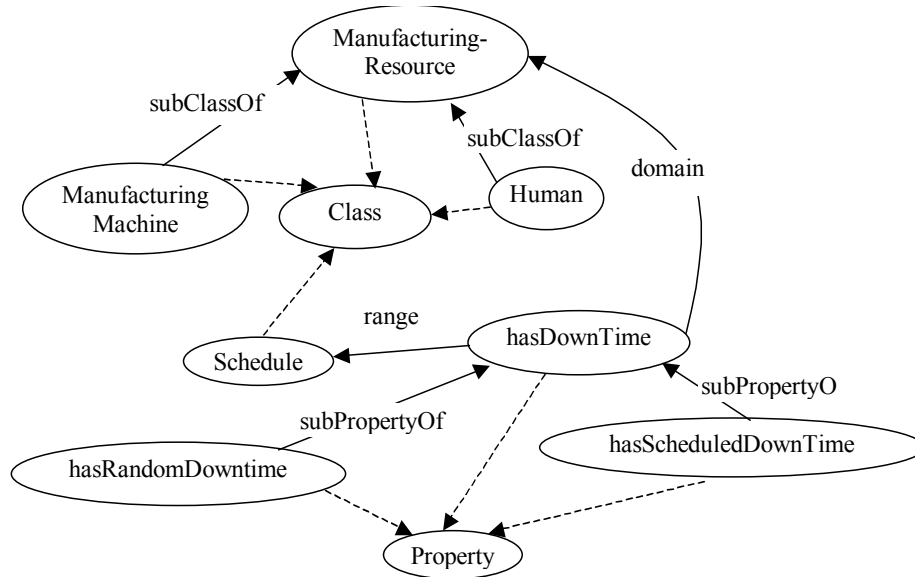 Manufacturing-
Resource
subClassOf
subClassOf
domain
Manufacturing
Machine
Class
Human
range
hasDownTime
Schedule
subPropertyO
subPropertyOf
hasRandomDowntime
hasScheduledDownTime
Property